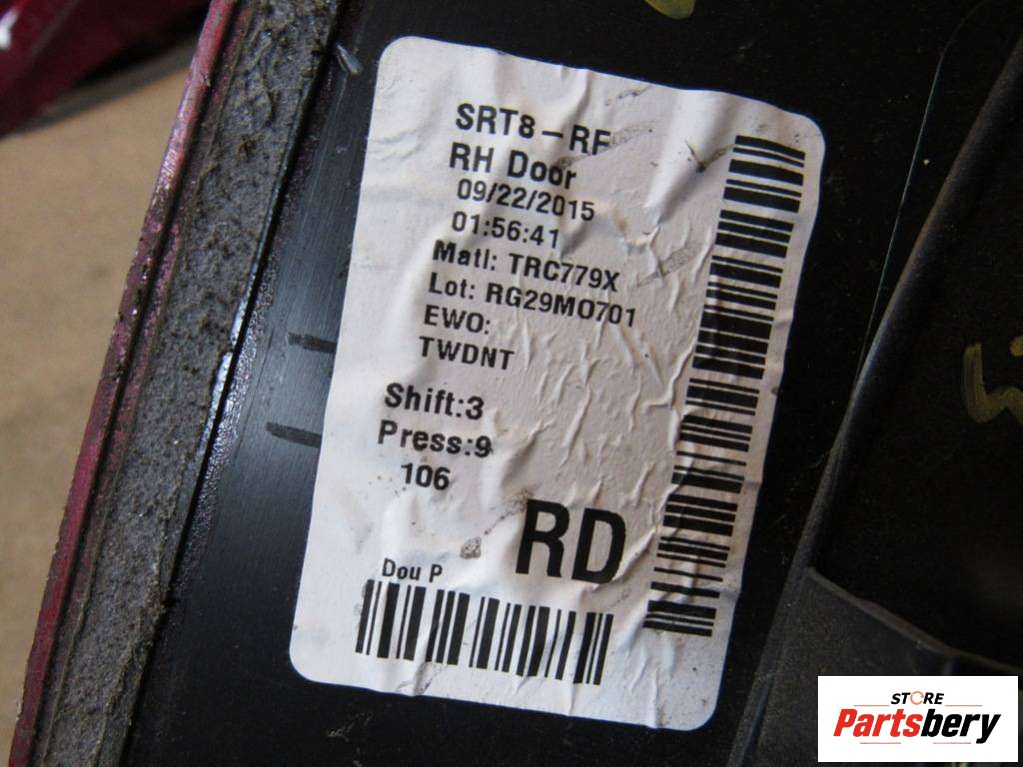 SRT8-RF
RH Door
09/22/2015
01:56:41
Matl: TRC779X
Lot: RG29MO701
EWO:
TWDNT
Shift:3
Press:9
106
RD
Dou P
STORE
Partsbery